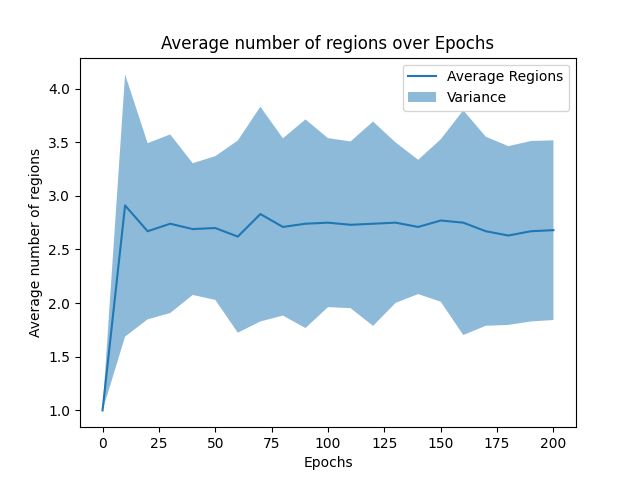 Average number of regions over Epochs
Average Regions
Variance
Average number of regions
4.0
3.5
3.0
2.5
2.0
1.5
1.0
0 25 50 75 100 125 150 175 200
Epochs